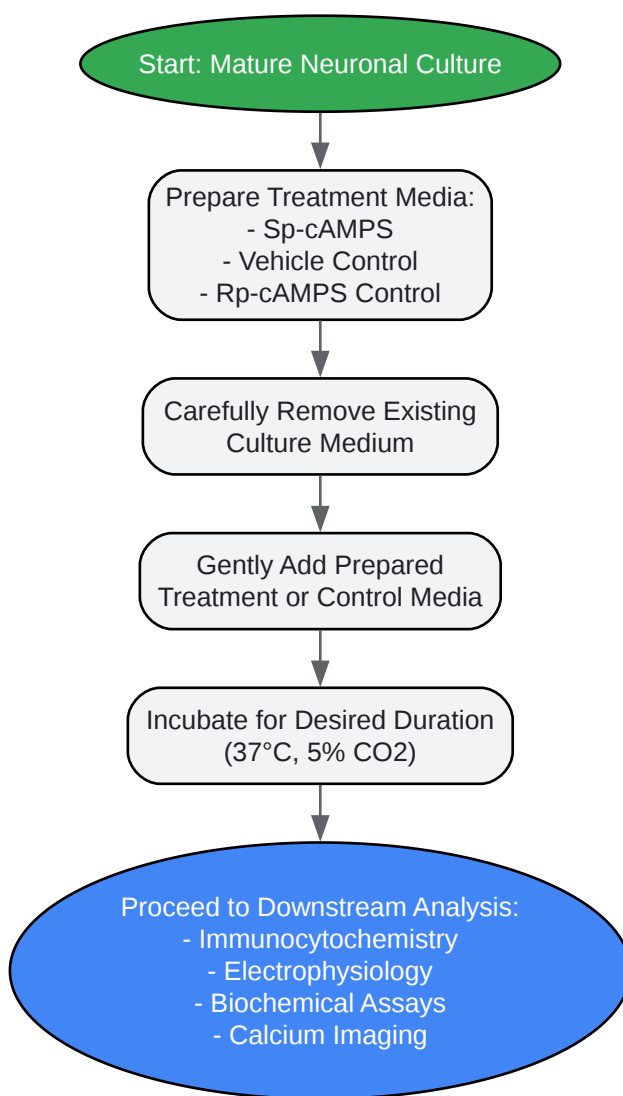 Start: Mature Neuronal Culture
Prepare Treatment Media:
- Sp-cAMPS
- Vehicle Control
- Rp-cAMPS Control
Carefully Remove Existing
Culture Medium
Gently Add Prepared
Treatment or Control Media
Incubate for Desired Duration
(37°C, 5% CO2)
Proceed to Downstream Analysis:
- Immunocytochemistry
- Electrophysiology
- Biochemical Assays
- Calcium Imaging